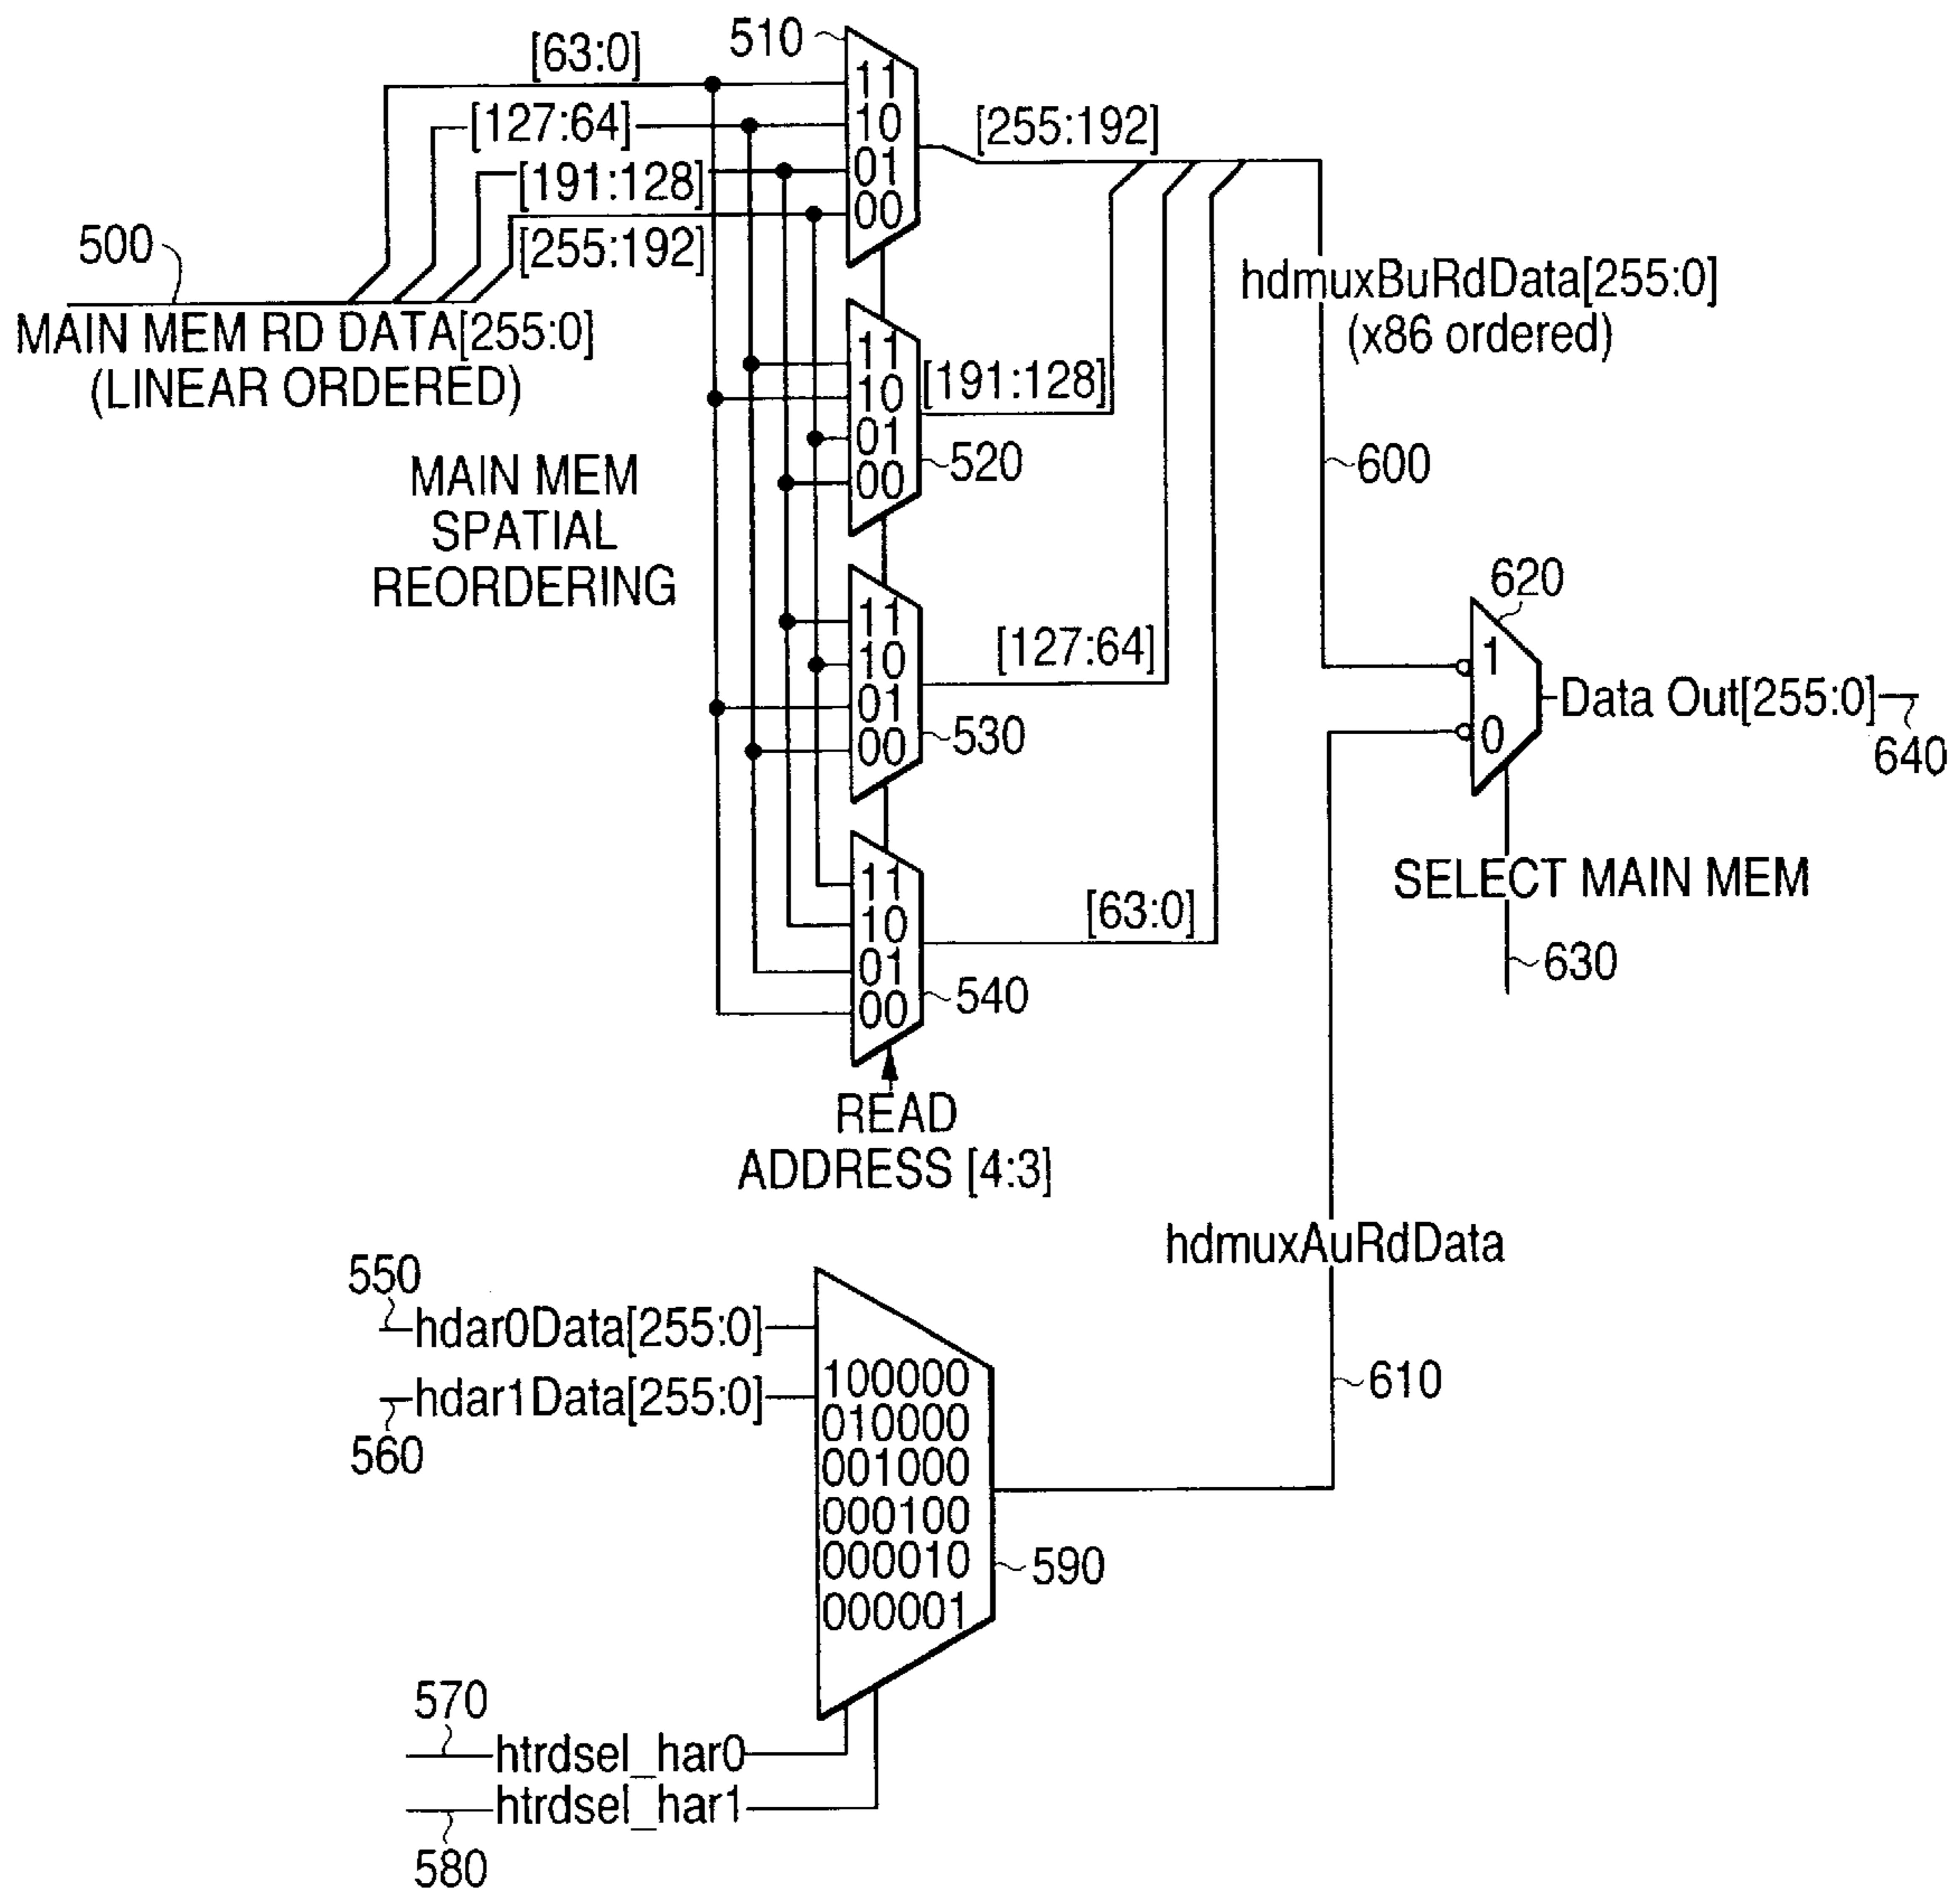 510
[63:0]
11
[127:64]
10
[255:192]
[191:128]
01
00
500
[255:192]
hdmuxBuRdData[255:0]
(x86 ordered)
MAIN MEM RD DATA[255:0]
(LINEAR ORDERED)
11
10
01
00
[191:128]
520
600
MAIN MEM
SPATIAL
REORDERING
620
11
10
01
00
[127:64]
530
1
0
Data Out[255:0]
640
SELECT MAIN MEM
630
11
10
01
00
[63:0]
540
READ
ADDRESS [4:3]
hdmuxAuRdData
550
hdar0Data[255:0]
hdar1Data[255:0]
560
100000
010000
001000
000100
000010
000001
610
590
570
htrdsel_har0
htrdsel_har1
580